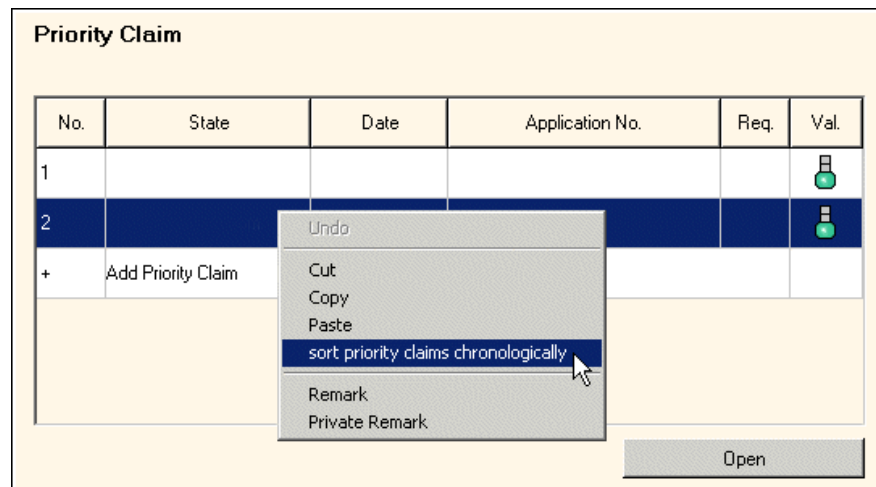 Priority Claim
No. State Date Application No. Req. Val.
1
2
Undo
+ Add Priority Claim
Cut
Copy
Paste
sort priority claims chronologically
Remark
Private Remark
Open